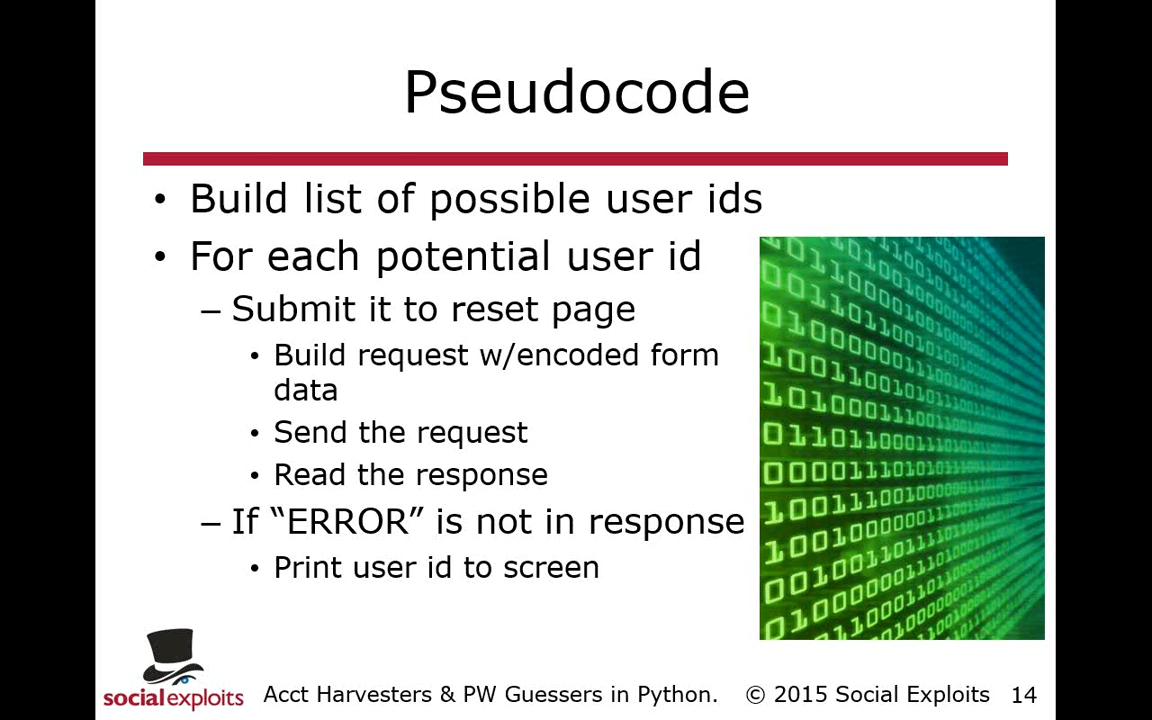 Pseudocode
• Build list of possible user ids
• For each potential user id
– Submit it to reset page
• Build request w/encoded form
data
• Send the request
• Read the response
– If “ERROR” is not in response
• Print user id to screen
socialexploits
Acct Harvesters & PW Guessers in Python. © 2015 Social Exploits 14